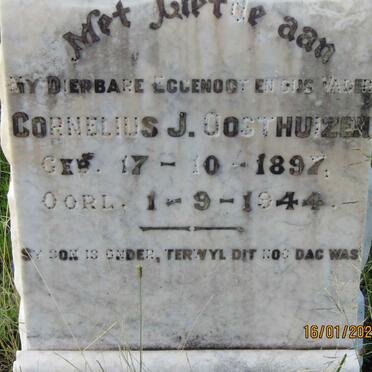 Met Liefde aan
MY DIERBARE EGGENOOT EN ONS VADER
CORNELIUS J. OOSTHUIZEN
GEB. 17 - 10 - 1897.
OORL. 1 - 9 - 1944.
SY SON IS ONDER, TERWYL DIT NOG DAG WAS
16/01/202